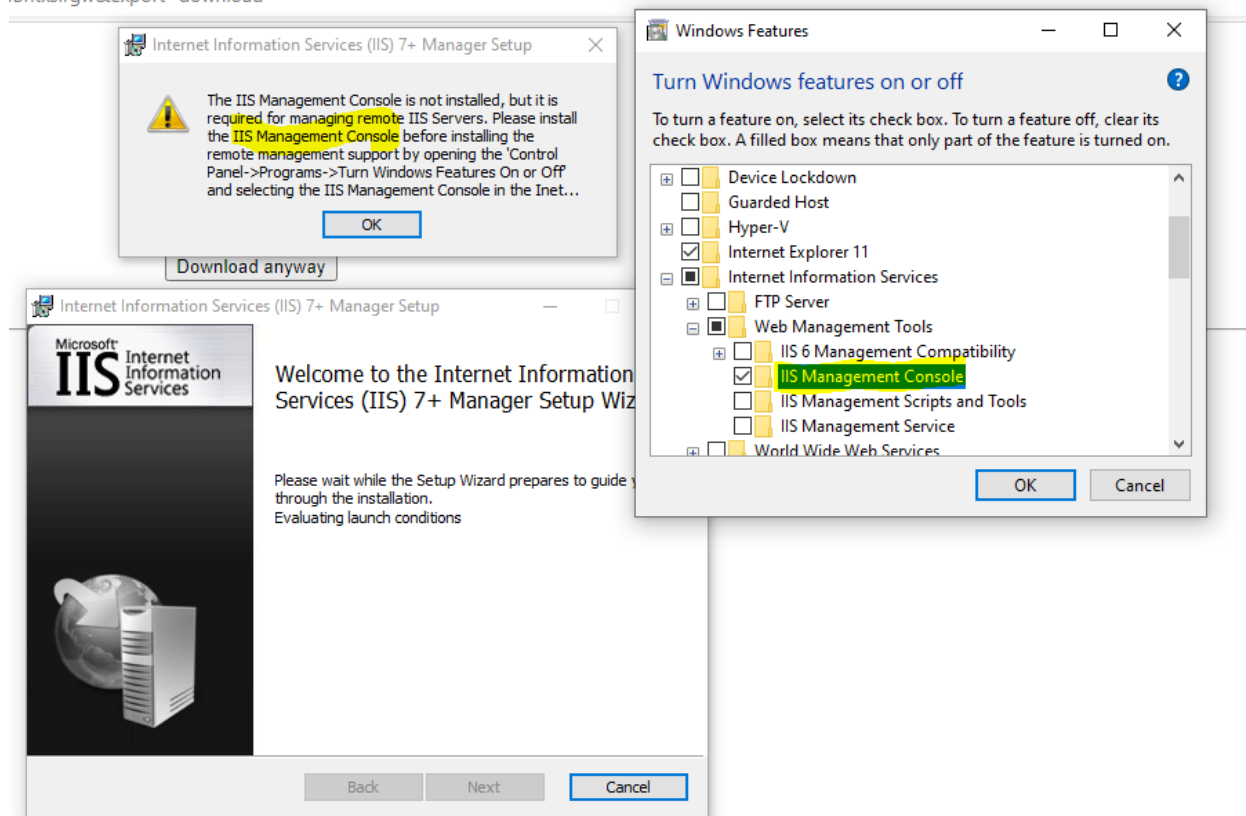 Internet Information Services (IIS) 7+ Manager Setup
The IIS Management Console is not installed, but it is
required for managing remote IIS Servers. Please install
the IIS Management Console before installing the
remote management support by opening the 'Control
Panel->Programs->Turn Windows Features On or Off'
and selecting the IIS Management Console in the Inet...
OK
Download anyway
Internet Information Services (IIS) 7+ Manager Setup
Microsoft
IIS Internet
Information
Services
Welcome to the Internet Information
Services (IIS) 7+ Manager Setup Wiz
Please wait while the Setup Wizard prepares to guide
through the installation.
Evaluating launch conditions
Back
Next
Cancel
Windows Features
Turn Windows features on or off
?
To turn a feature on, select its check box. To turn a feature off, clear its
check box. A filled box means that only part of the feature is turned on.
Device Lockdown
Guarded Host
Hyper-V
Internet Explorer 11
Internet Information Services
FTP Server
Web Management Tools
IIS 6 Management Compatibility
IIS Management Console
IIS Management Scripts and Tools
IIS Management Service
World Wide Web Services
OK
Cancel